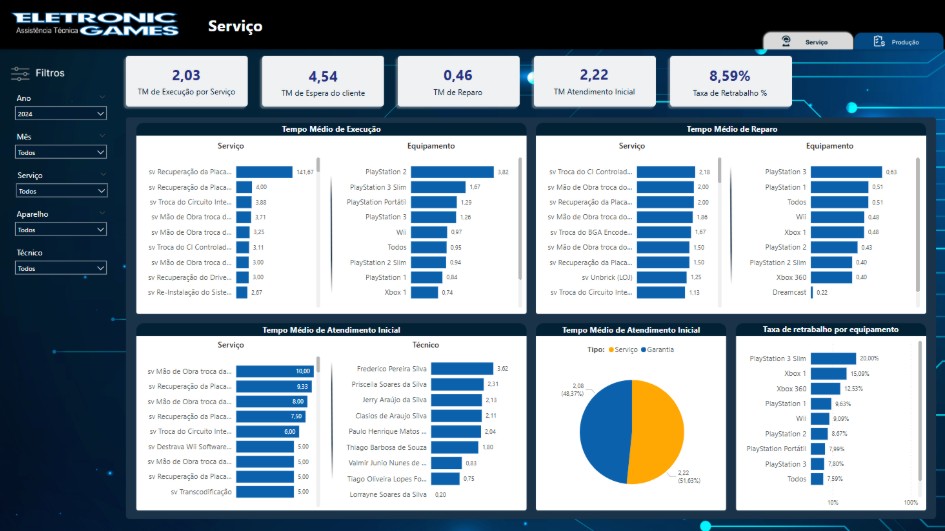 ELETRONIC
Assistência Técnica GAMES
Serviço
Serviço
Produção
Filtros
Ano
2024
Mês
Todos
Serviço
Todos
Aparelho
Todos
Técnico
Todos
2,03
TM de Execução por Serviço
4,54
TM de Espera do cliente
0,46
TM de Reparo
2,22
TM Atendimento Inicial
8,59%
Taxa de Retrabalho %
Tempo Médio de Execução
Serviço
sv Recuperação da Placa... 141,67
sv Recuperação da Placa... 4,00
sv Troca do Circuito Inte... 3,88
sv Mão de Obra troca d... 3,71
sv Mão de Obra troca d... 3,25
sv Troca do CI Controlad... 3,11
sv Mão de Obra troca da... 3,00
sv Recuperação do Drive... 3,00
sv Re-Instalação do Siste... 2,67
Equipamento
PlayStation 2 3,82
PlayStation 3 Slim 1,67
PlayStation Portátil 1,29
PlayStation 3 1,26
Wii 0,97
Todos 0,95
PlayStation 2 Slim 0,94
PlayStation 1 0,84
Xbox 1 0,74
Tempo Médio de Reparo
Serviço
sv Troca do CI Controlad... 2,18
sv Mão de Obra troca do... 2,00
sv Recuperação da Placa... 2,00
sv Mão de Obra troca do... 1,86
sv Troca do BGA Encode... 1,67
sv Mão de Obra troca da... 1,50
sv Recuperação da Placa... 1,50
sv Unbrick (LOJ) 1,25
sv Troca do Circuito Inte... 1,15
Equipamento
PlayStation 3 0,63
PlayStation 1 0,51
Todos 0,51
Wii 0,48
Xbox 1 0,48
PlayStation 2 0,43
PlayStation 2 Slim 0,40
Xbox 360 0,40
Dreamcast 0,22
Tempo Médio de Atendimento Inicial
Serviço
sv Mão de Obra troca da... 10,00
sv Recuperação da Placa... 9,33
sv Mão de Obra troca da... 8,00
sv Recuperação da Placa... 7,50
sv Troca do Circuito Inte... 6,00
sv Destrava WII Software... 5,00
sv Mão de Obra troca da... 5,00
sv Recuperação da Placa... 5,00
sv Transcodificação 5,00
Técnico
Frederico Pereira Silva 3,62
Priscella Soares da Silva 2,31
Jerry Araújo da Silva 2,13
Clasios de Araujo Silva 2,11
Paulo Henrique Matos ... 2,04
Thiago Barbosa de Souza 1,80
Valmir Junio Nunes de ... 0,83
Tiago Oliveira Lopes Fo... 0,75
Lorrayne Soares da Silva 0,20
Tempo Médio de Atendimento Inicial
Tipo: Serviço Garantia
2,08
(48,37%)
2,22
(51,63%)
Taxa de retrabalho por equipamento
PlayStation 3 Slim 20,00%
Xbox 1 15,09%
Xbox 360 12,53%
PlayStation 1 9,63%
Wii 9,09%
PlayStation 2 8,67%
PlayStation Portátil 7,99%
PlayStation 3 7,80%
Todos 7,59%
10% 100%